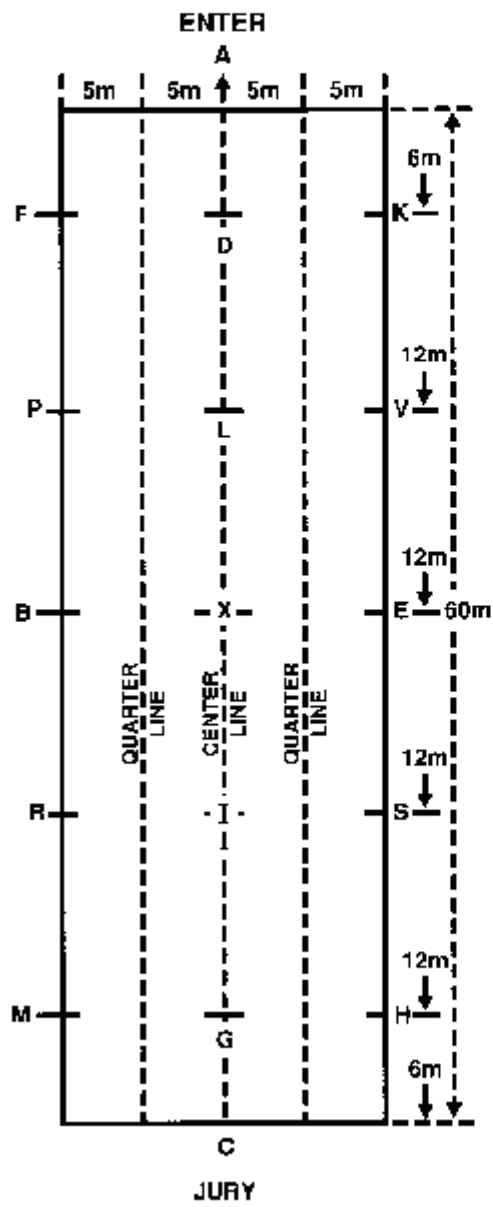 ENTER
A
5m 5m 5m 5m
6m
F K
D
12m
P V
L
12m
B X E 60m
QUARTER LINE CENTER LINE QUARTER LINE
12m
R I S
12m
M H
G
6m
C
JURY